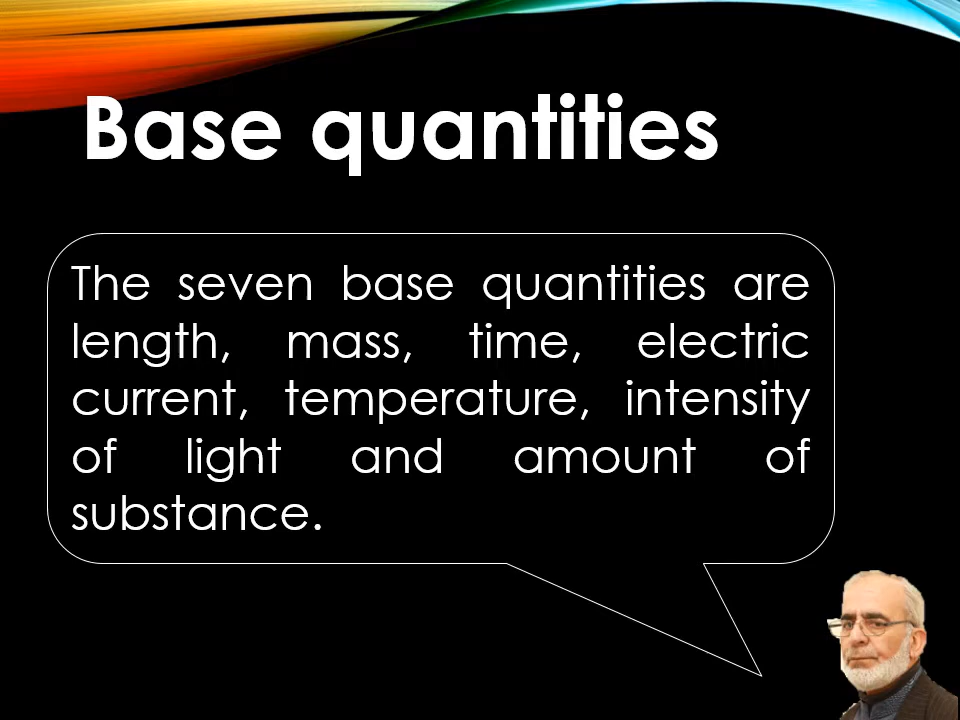 Base quantities
The seven base quantities are
length, mass, time, electric
current, temperature, intensity
of light and amount of
substance.